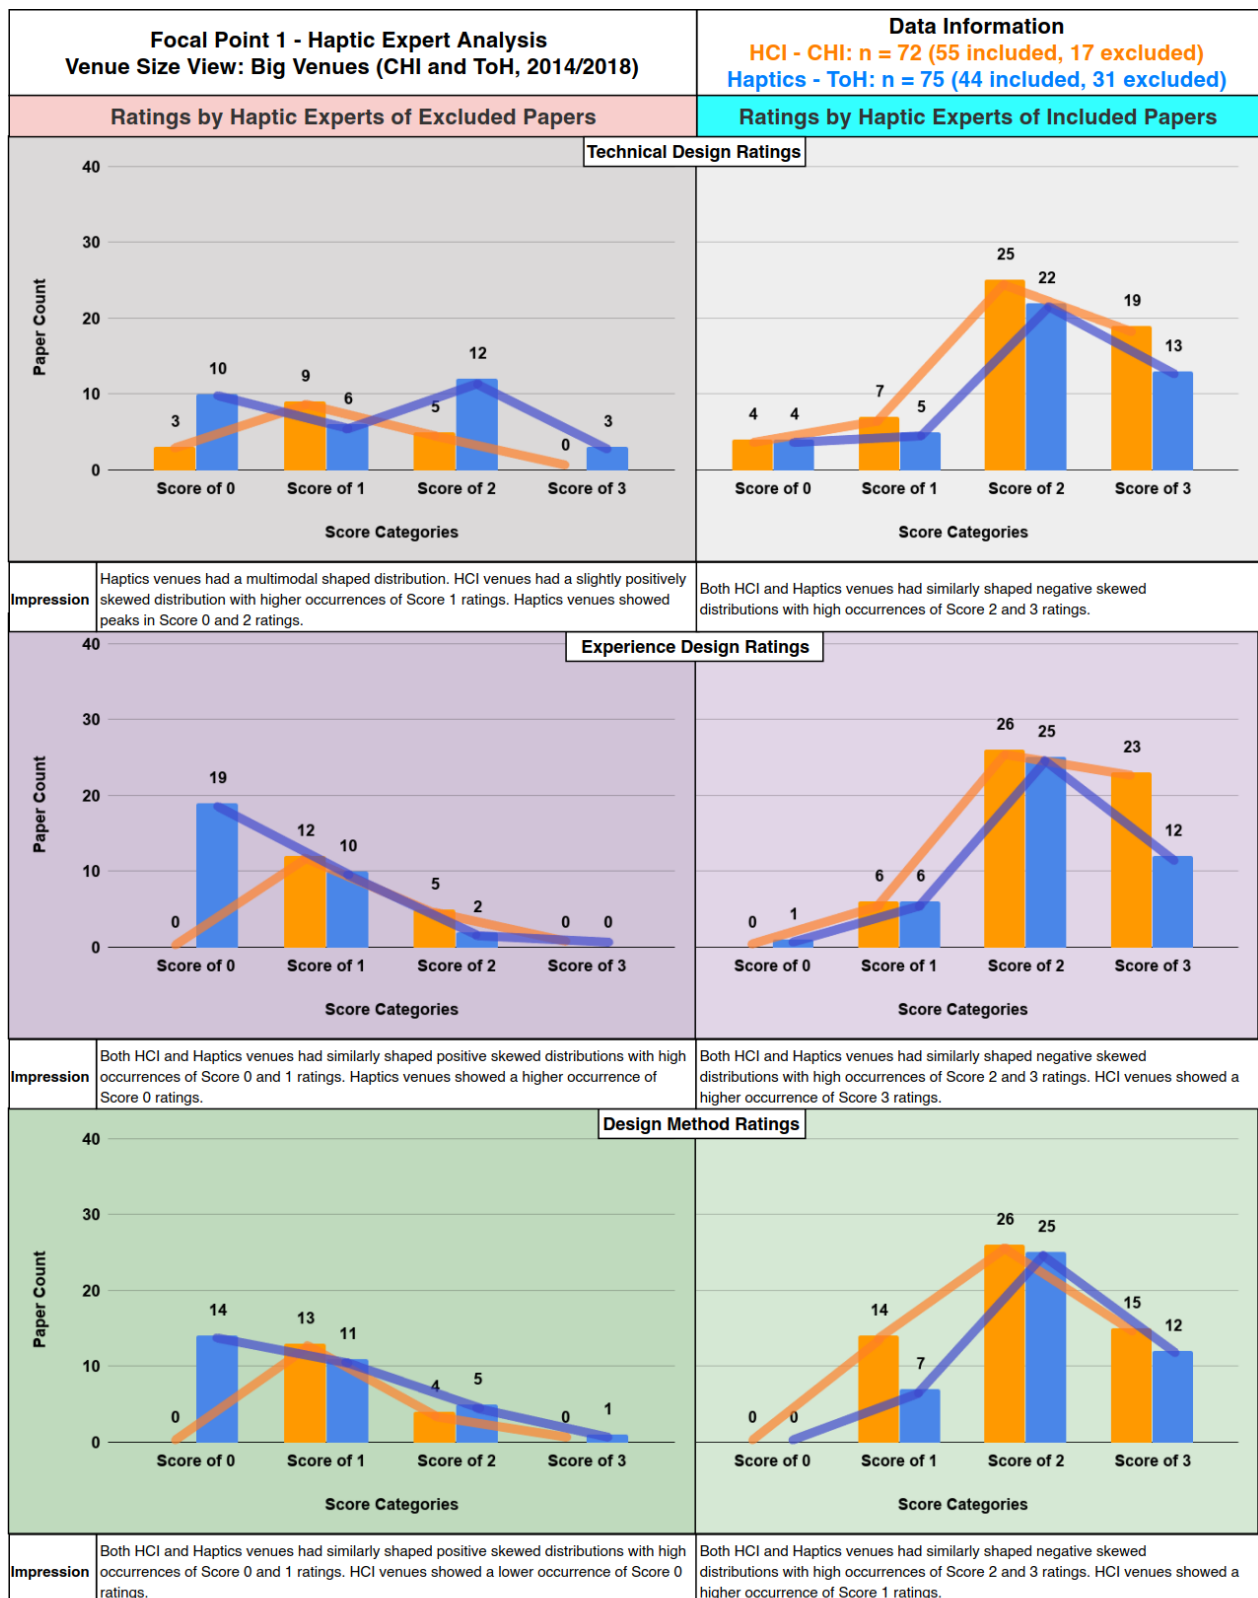 Focal Point 1 - Haptic Expert Analysis
Venue Size View: Big Venues (CHI and ToH, 2014/2018)
Data Information
HCI - CHI: n = 72 (55 included, 17 excluded)
Haptics - ToH: n = 75 (44 included, 31 excluded)
Ratings by Haptic Experts of Excluded Papers
Ratings by Haptic Experts of Included Papers
Technical Design Ratings
Paper Count
40
30
20
10
0
3
10
9
6
5
12
0
3
Score of 0
Score of 1
Score of 2
Score of 3
Score Categories
4
4
7
5
25
22
19
13
Score of 0
Score of 1
Score of 2
Score of 3
Score Categories
Impression
Haptics venues had a multimodal shaped distribution. HCI venues had a slightly positively
skewed distribution with higher occurrences of Score 1 ratings. Haptics venues showed
peaks in Score 0 and 2 ratings.
Both HCI and Haptics venues had similarly shaped negative skewed
distributions with high occurrences of Score 2 and 3 ratings.
Experience Design Ratings
Paper Count
40
30
20
10
0
0
19
12
10
5
2
0
0
Score of 0
Score of 1
Score of 2
Score of 3
Score Categories
0
1
6
6
26
25
23
12
Score of 0
Score of 1
Score of 2
Score of 3
Score Categories
Impression
Both HCI and Haptics venues had similarly shaped positive skewed distributions with high
occurrences of Score 0 and 1 ratings. Haptics venues showed a higher occurrence of
Score 0 ratings.
Both HCI and Haptics venues had similarly shaped negative skewed
distributions with high occurrences of Score 2 and 3 ratings. HCI venues showed a
higher occurrence of Score 3 ratings.
Design Method Ratings
Paper Count
40
30
20
10
0
0
14
13
11
4
5
0
1
Score of 0
Score of 1
Score of 2
Score of 3
Score Categories
0
0
14
7
26
25
15
12
Score of 0
Score of 1
Score of 2
Score of 3
Score Categories
Impression
Both HCI and Haptics venues had similarly shaped positive skewed distributions with high
occurrences of Score 0 and 1 ratings. HCI venues showed a lower occurrence of Score 0
ratings.
Both HCI and Haptics venues had similarly shaped negative skewed
distributions with high occurrences of Score 2 and 3 ratings. HCI venues showed a
higher occurrence of Score 1 ratings.